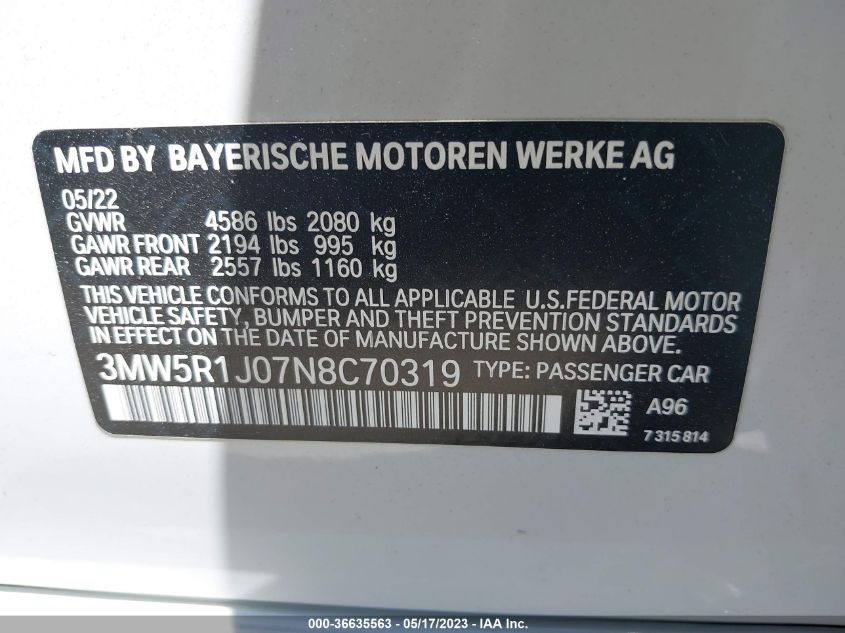 MFD BY BAYERISCHE MOTOREN WERKE AG
05/22
GVWR 4586 lbs 2080 kg
GAWR FRONT 2194 lbs 995 kg
GAWR REAR 2557 lbs 1160 kg
THIS VEHICLE CONFORMS TO ALL APPLICABLE U.S.FEDERAL MOTOR
VEHICLE SAFETY, BUMPER AND THEFT PREVENTION STANDARDS
IN EFFECT ON THE DATE OF MANUFACTURE SHOWN ABOVE.
3MW5R1J07N8C70319 TYPE: PASSENGER CAR
A96
7315814
000-36635563 - 05/17/2023 - IAA Inc.